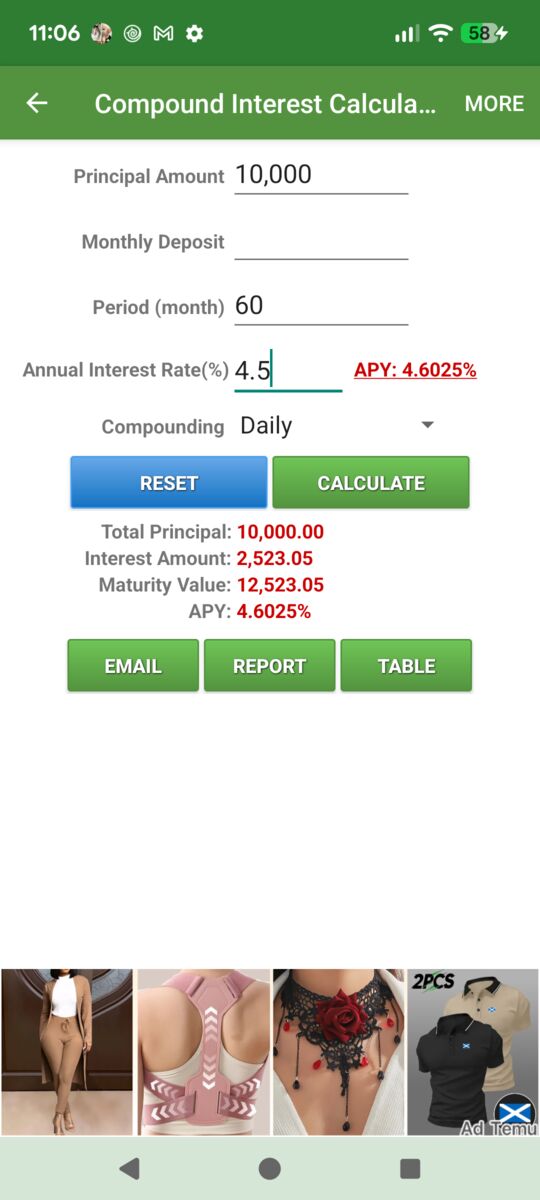 11:06 58
Compound Interest Calcula... MORE
Principal Amount 10,000
Monthly Deposit
Period (month) 60
Annual Interest Rate(%) 4.5 APY: 4.6025%
Compounding Daily
RESET CALCULATE
Total Principal: 10,000.00
Interest Amount: 2,523.05
Maturity Value: 12,523.05
APY: 4.6025%
EMAIL REPORT TABLE
2PCS
Ad Temu